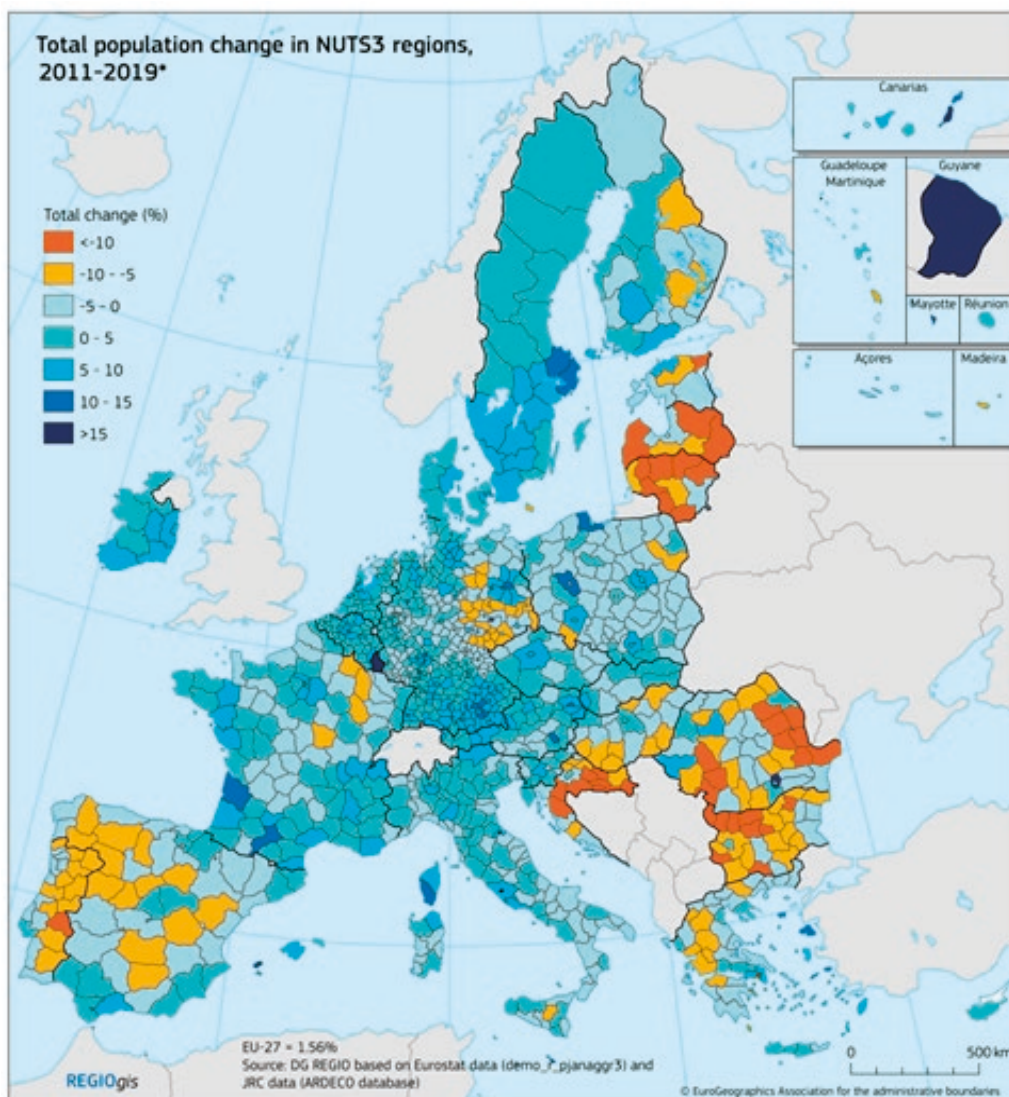 Total population change in NUTS3 regions,
2011-2019*
Total change (%)
<-10
-10 - -5
-5 - 0
0 - 5
5 - 10
10 - 15
>15
Canarias
Guadeloupe
Martinique
Guyane
Mayotte
Réunion
Açores
Madeira
EU-27 = 1.56%
Source: DG REGIO based on Eurostat data (demo_r_pjanaggr3) and
JRC data (ARDECO database)
REGIOgis
0 500 km
© EuroGeographics Association for the administrative boundaries